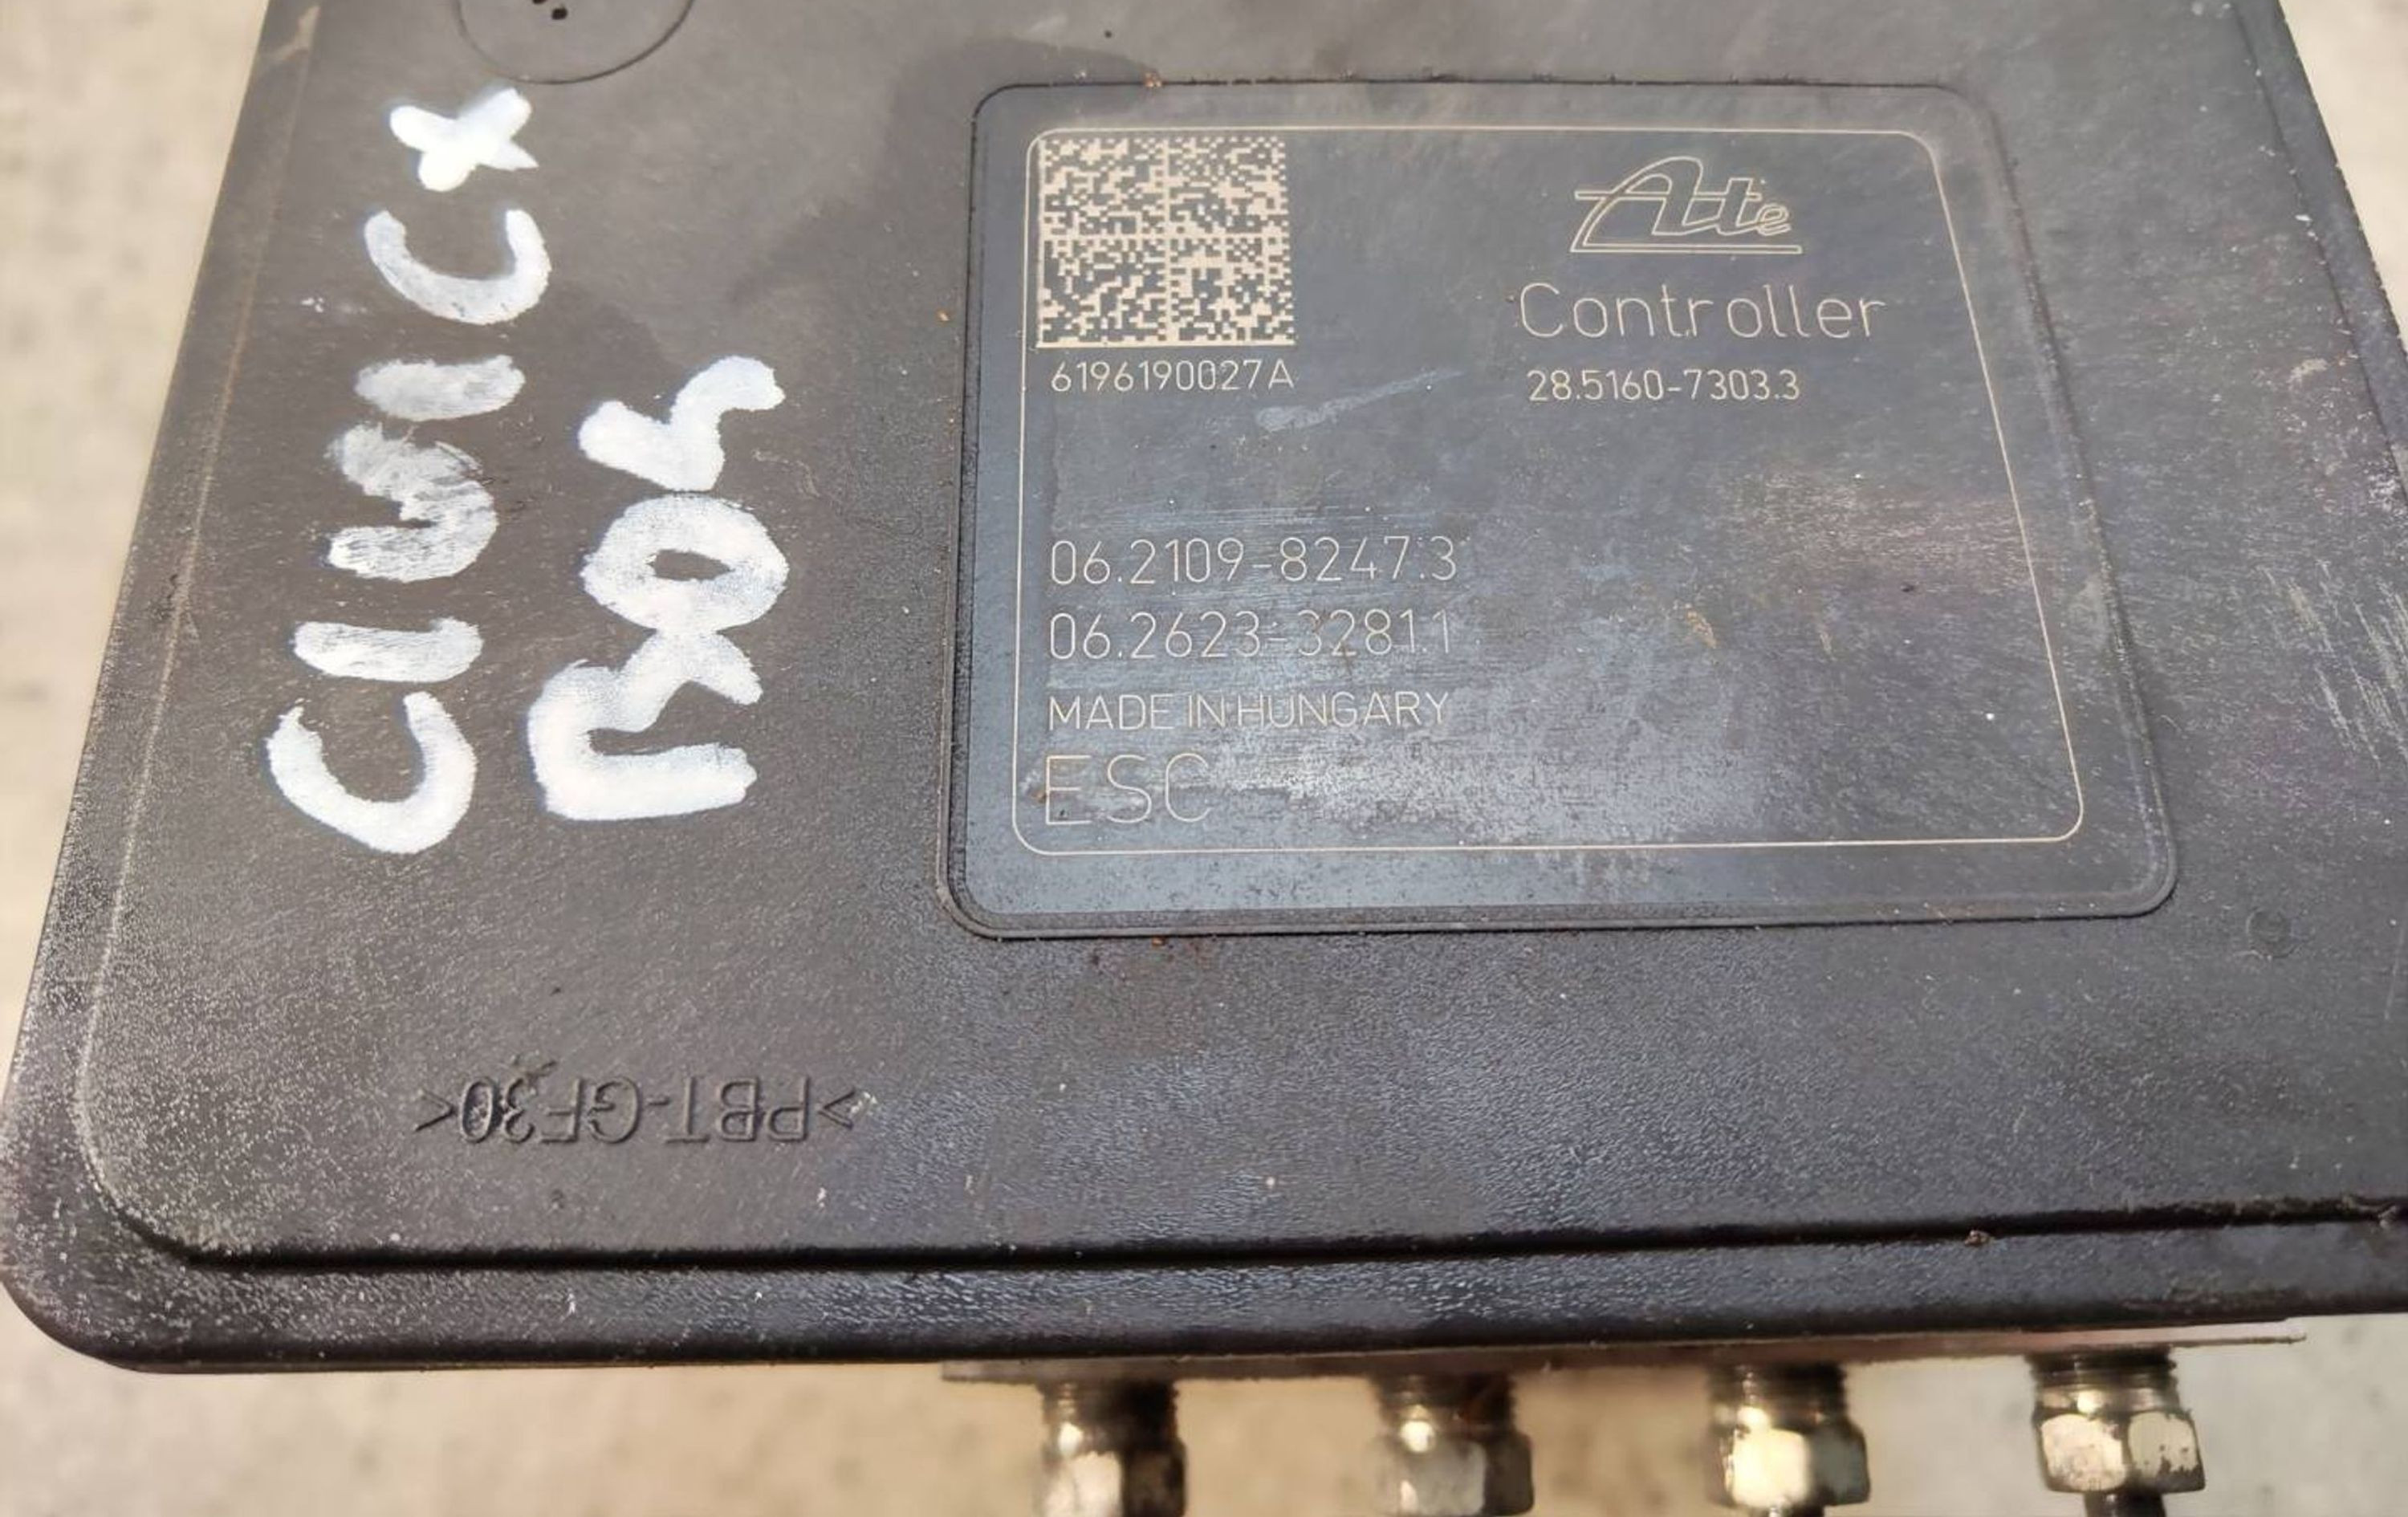 Ate
Controller
6196190027A
28.5160-7303.3
06.2109-8247.3
06.2623-3281.1
MADE IN HUNGARY
ESC
CIVIC X
>PBT-GF30<